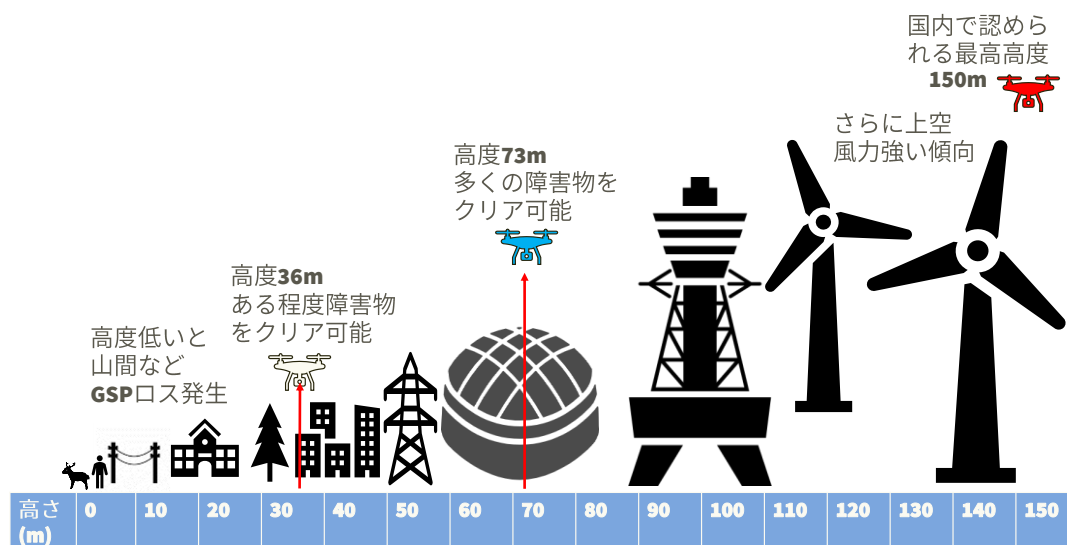 国内で認めら
れる最高高度
150m
さらに上空
風力強い傾向
高度73m
多くの障害物を
クリア可能
高度36m
ある程度障害物
をクリア可能
高度低いと
山間など
GSPロス発生
高さ 0 10 20 30 40 50 60 70 80 90 100 110 120 130 140 150
(m)